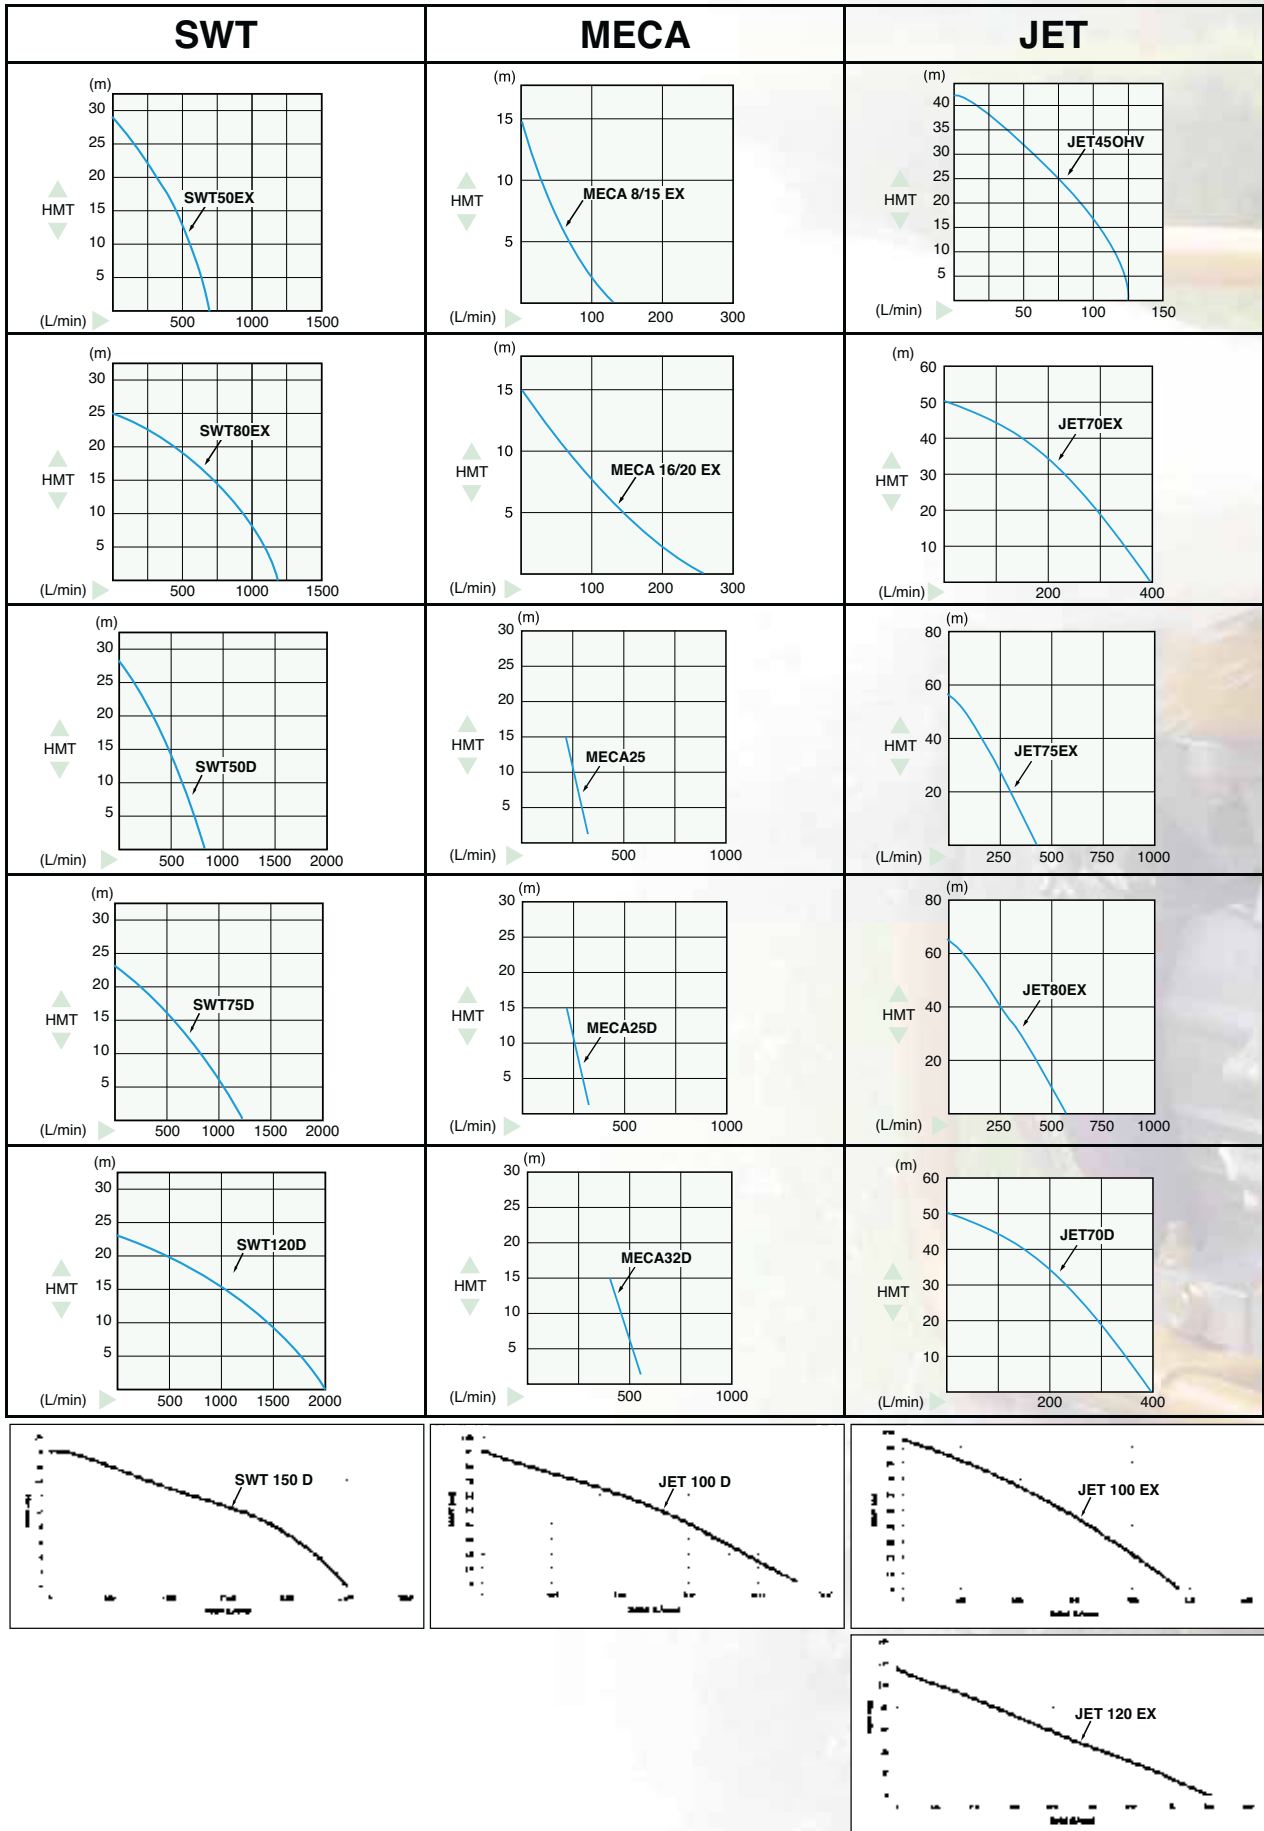 SWT
MECA
JET
(m)
30
25
20
15
10
5
HMT
SWT50EX
(L/min)
500 1000 1500
(m)
15
10
5
HMT
MECA 8/15 EX
(L/min)
100 200 300
(m)
40
35
30
25
20
15
10
5
HMT
JET45OHV
(L/min)
50 100 150
(m)
30
25
20
15
10
5
HMT
SWT80EX
(L/min)
500 1000 1500
(m)
15
10
5
HMT
MECA 16/20 EX
(L/min)
100 200 300
(m)
60
50
40
30
20
10
HMT
JET70EX
(L/min)
200 400
(m)
30
25
20
15
10
5
HMT
SWT50D
(L/min)
500 1000 1500 2000
(m)
30
25
20
15
10
5
HMT
MECA25
(L/min)
500 1000
(m)
80
60
40
20
HMT
JET75EX
(L/min)
250 500 750 1000
(m)
30
25
20
15
10
5
HMT
SWT75D
(L/min)
500 1000 1500 2000
(m)
30
25
20
15
10
5
HMT
MECA25D
(L/min)
500 1000
(m)
80
60
40
20
HMT
JET80EX
(L/min)
250 500 750 1000
(m)
30
25
20
15
10
5
HMT
SWT120D
(L/min)
500 1000 1500 2000
(m)
30
25
20
15
10
5
HMT
MECA32D
(L/min)
500 1000
(m)
60
50
40
30
20
10
HMT
JET70D
(L/min)
200 400
SWT 150 D
JET 100 D
JET 100 EX
JET 120 EX